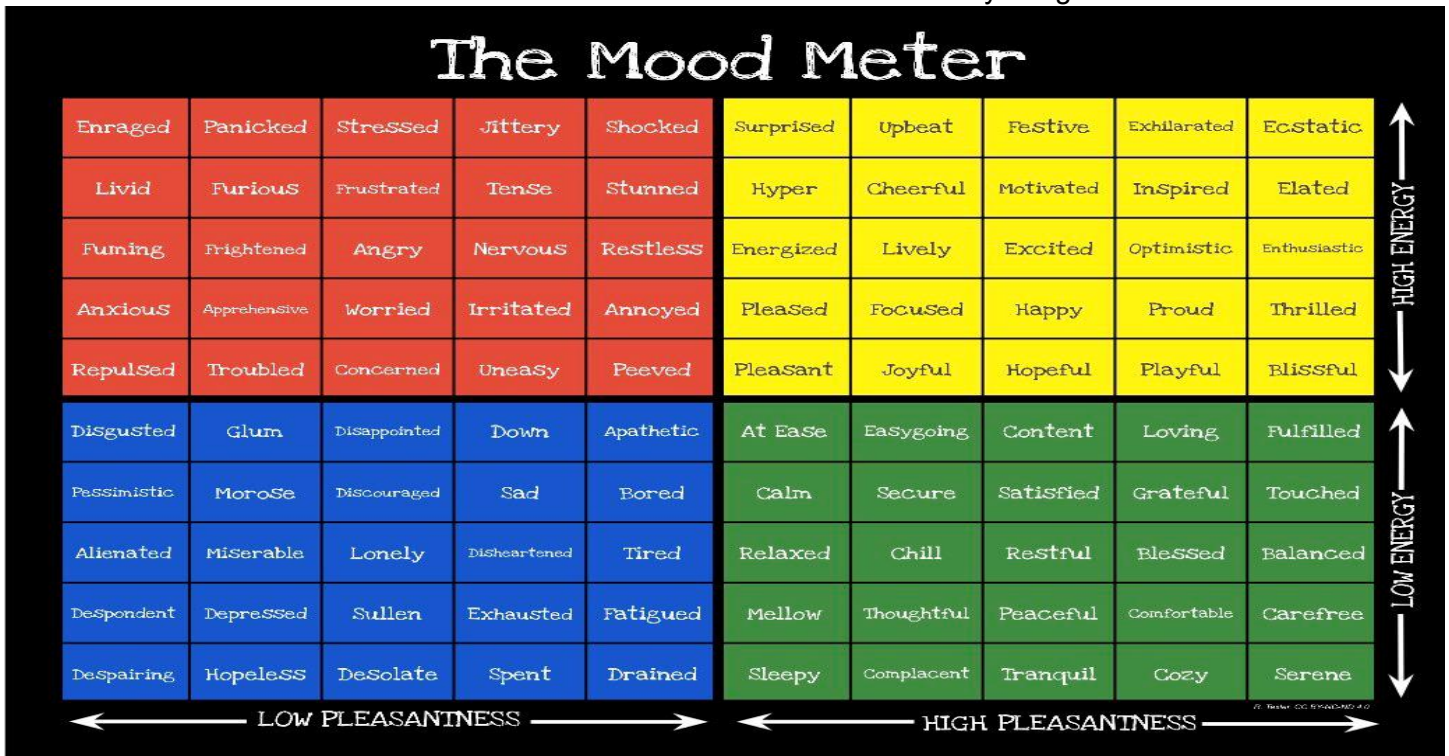 The Mood Meter
Enraged Panicked Stressed Jittery Shocked Surprised Upbeat Festive Exhilarated Ecstatic
Livid Furious Frustrated Tense Stunned Hyper Cheerful Motivated Inspired Elated
Fuming Frightened Angry Nervous Restless Energized Lively Excited Optimistic Enthusiastic
Anxious Apprehensive Worried Irritated Annoyed Pleased Focused Happy Proud Thrilled
Repulsed Troubled Concerned Uneasy Peeved Pleasant Joyful Hopeful Playful Blissful
HIGH ENERGY
Disgusted Glum Disappointed Down Apathetic At Ease Easygoing Content Loving Fulfilled
Pessimistic Morose Discouraged Sad Bored Calm Secure Satisfied Grateful Touched
Alienated Miserable Lonely Disheartened Tired Relaxed Chill Restful Blessed Balanced
Despondent Depressed Sullen Exhausted Fatigued Mellow Thoughtful Peaceful Comfortable Carefree
Despairing Hopeless Desolate Spent Drained Sleepy Complacent Tranquil Cozy Serene
LOW ENERGY
LOW PLEASANTNESS HIGH PLEASANTNESS